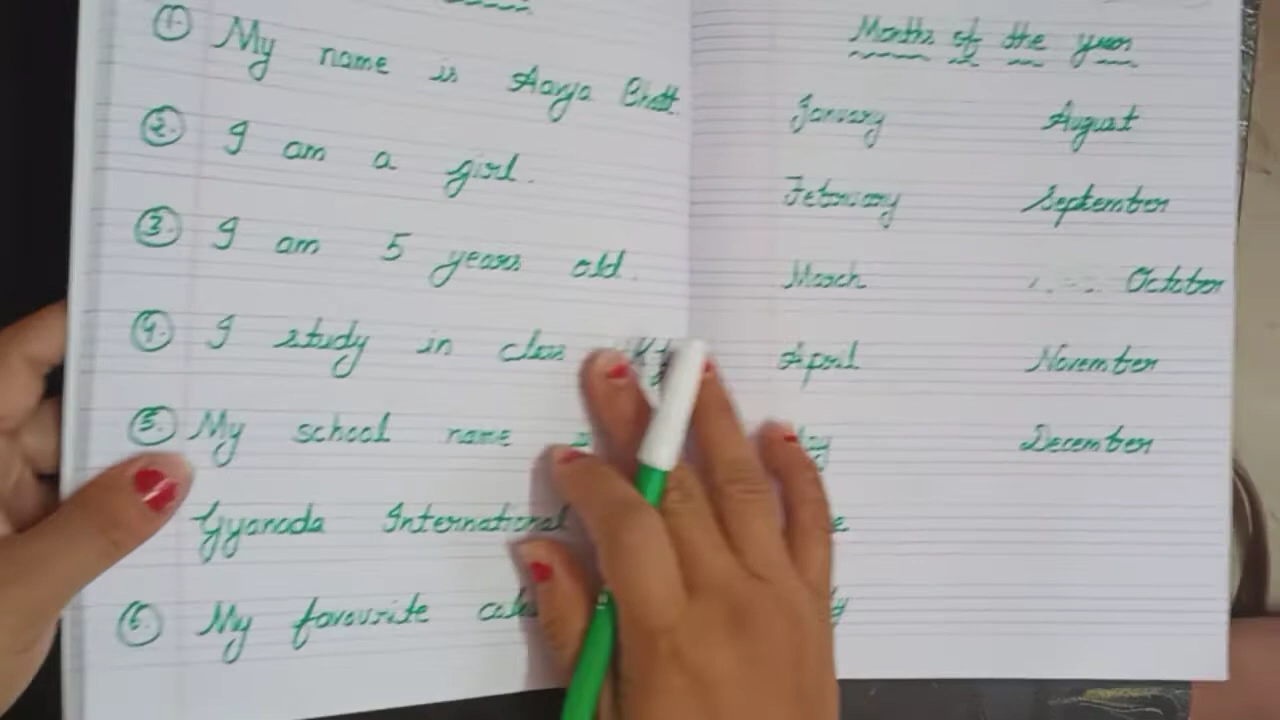 1. My name is Aarya Bhatt.
2. I am a girl.
3. I am 5 years old.
4. I study in class
5. My school name
Gyanada International
6. My favourite
Months of the year
January August
February September
March October
April November
December